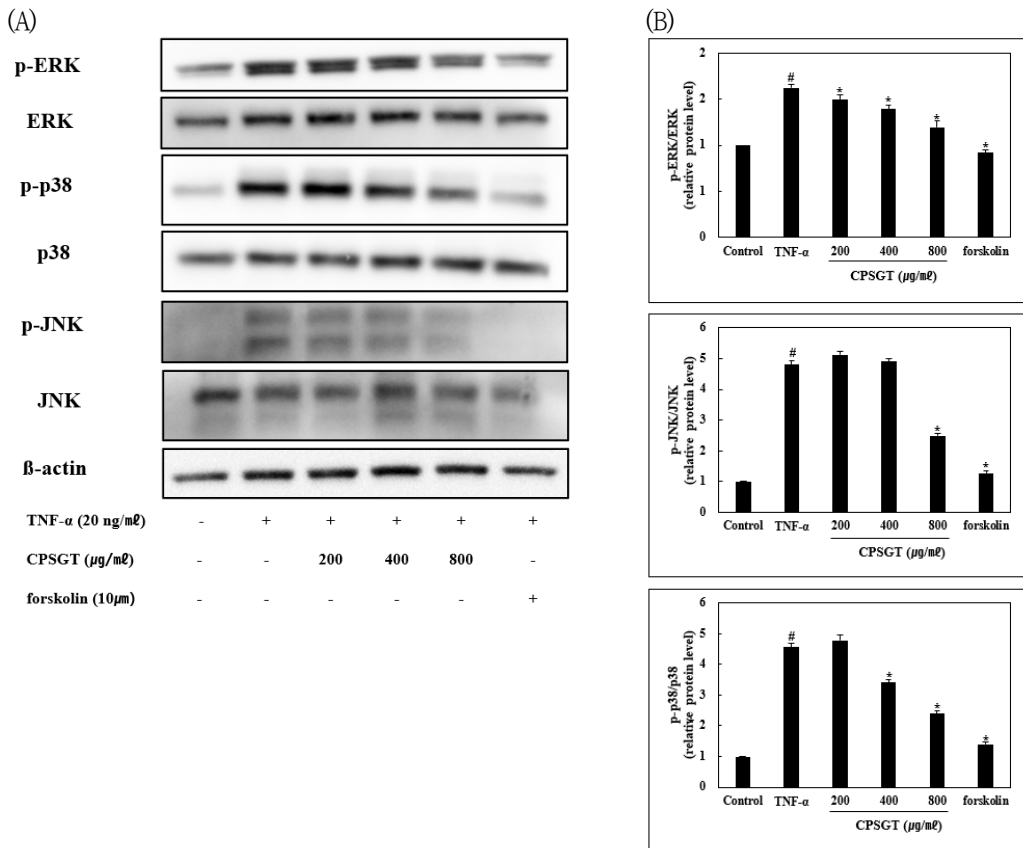 (A)
p-ERK
ERK
p-p38
p38
p-JNK
JNK
ß-actin
TNF-α (20 ng/㎖) - + + + + +
CPSGT (㎍/㎖) - - 200 400 800 -
forskolin (10㎛) - - - - - +
(B)
p-ERK/ERK
(relative protein level)
2
2
1
1
0
# * * * *
Control TNF-α 200 400 800 forskolin
CPSGT (㎍/㎖)
p-JNK/JNK
(relative protein level)
6
5
4
3
2
1
0
# * *
Control TNF-α 200 400 800 forskolin
CPSGT (㎍/㎖)
p-p38/p38
(relative protein level)
6
5
4
3
2
1
0
# * * *
Control TNF-α 200 400 800 forskolin
CPSGT (㎍/㎖)